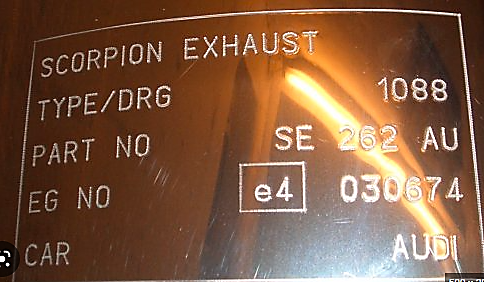 SCORPION EXHAUST
TYPE/DRG 1088
PART NO SE 262 AU
EG NO e4 030674
CAR AUDI